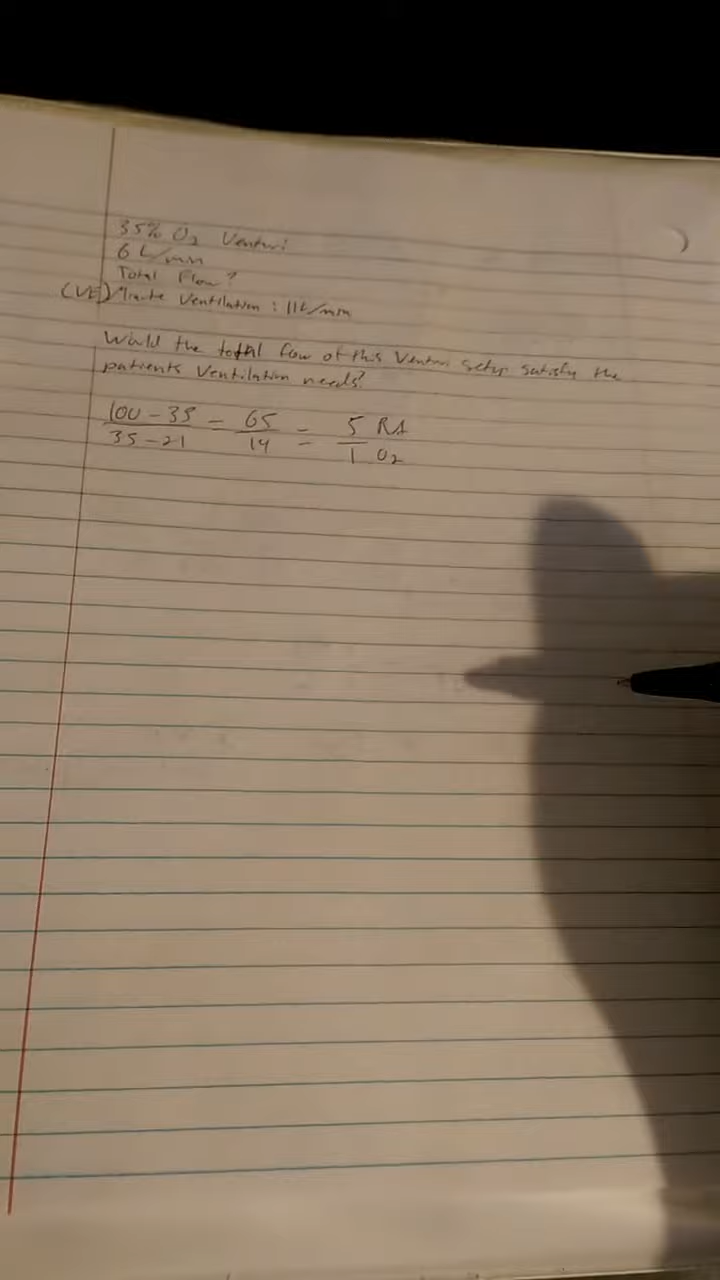 35% O2 Venturi
6 L/min
Total Flow?
(VE) Minute Ventilation: 11L/min
Would the total flow of this Venturi setup satisfy the
patients Ventilation needs?
100 - 35 / 35 - 21 = 65 / 14 = 5 RA / 1 O2